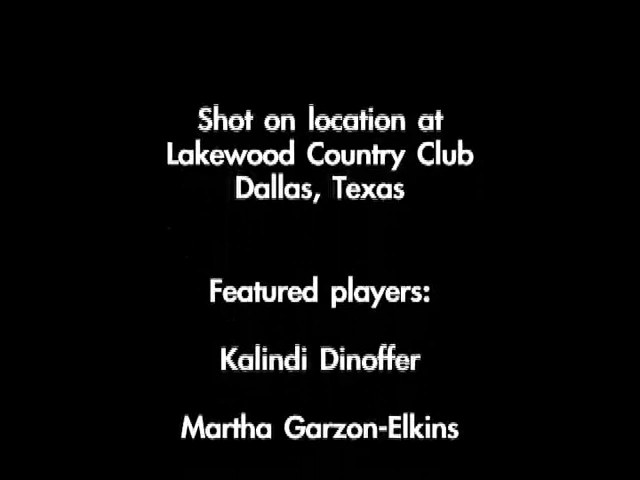 Shot on location at
Lakewood Country Club
Dallas, Texas
Featured players:
Kalindi Dinoffer
Martha Garzon-Elkins